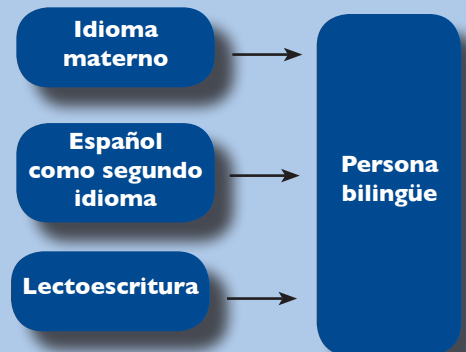 Idioma
materno
Español
como segundo
idioma
Lectoescritura
Persona
bilingüe